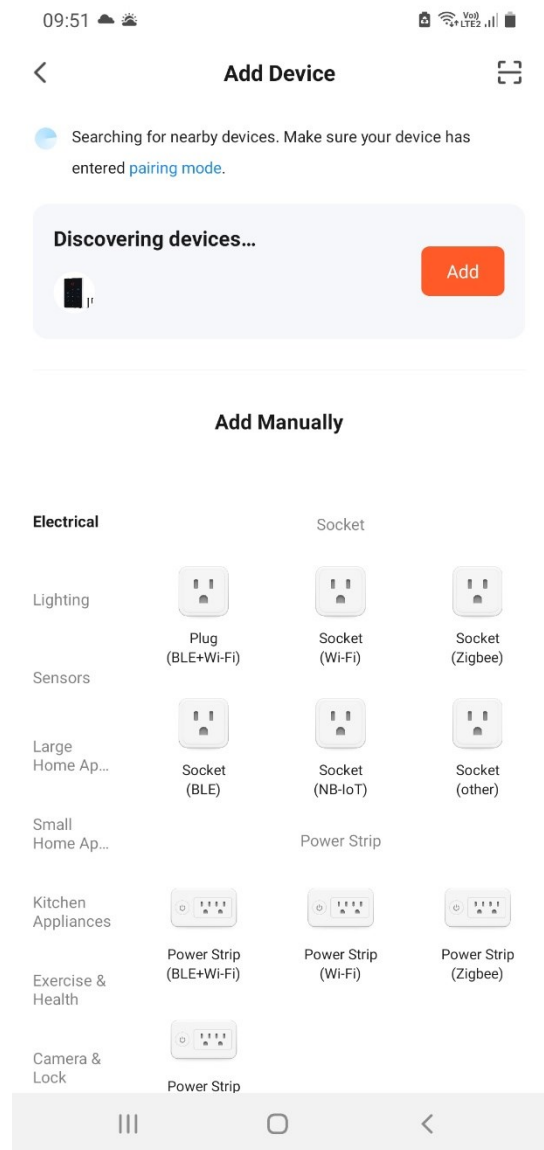 09:51
Vo)) LTE2
Add Device
Searching for nearby devices. Make sure your device has
entered pairing mode.
Discovering devices...
Add
Add Manually
Electrical
Socket
Lighting
Plug
(BLE+Wi-Fi)
Socket
(Wi-Fi)
Socket
(Zigbee)
Sensors
Large
Home Ap...
Socket
(BLE)
Socket
(NB-IoT)
Socket
(other)
Small
Home Ap...
Power Strip
Kitchen
Appliances
Power Strip
(BLE+Wi-Fi)
Power Strip
(Wi-Fi)
Power Strip
(Zigbee)
Exercise &
Health
Camera &
Lock
Power Strip